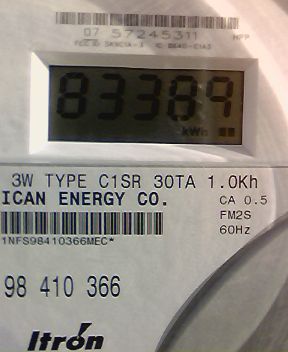 07 57245311 HPP
83389
kWh
3W TYPE C1SR 30TA 1.0Kh
ICAN ENERGY CO. CA 0.5
FM2S
1NFS98410366MEC* 60Hz
98 410 366
Itron